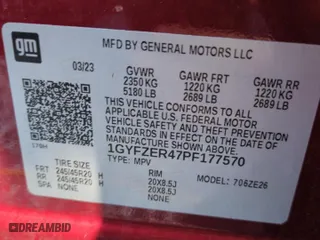 gm
MFD BY GENERAL MOTORS LLC
03/23 GVWR GAWR FRT GAWR RR
2350 KG 1220 KG 1220 KG
5180 LB 2689 LB 2689 LB
THIS VEHICLE CONFORMS TO ALL APPLICABLE U.S. FEDERAL MOTOR VEHICLE SAFETY, BUMPER, AND THEFT PREVENTION STANDARDS IN EFFECT ON THE DATE OF MANUFACTURE SHOWN ABOVE.
1GYFZER47PF177570
TYPE: MPV
MODEL: 706ZE26
TIRE SIZE RIM
FRT 245/45R20 H 20X8.5J
RR 245/45R20 H 20X8.5J
SPA NONE NONE
DREAMBID